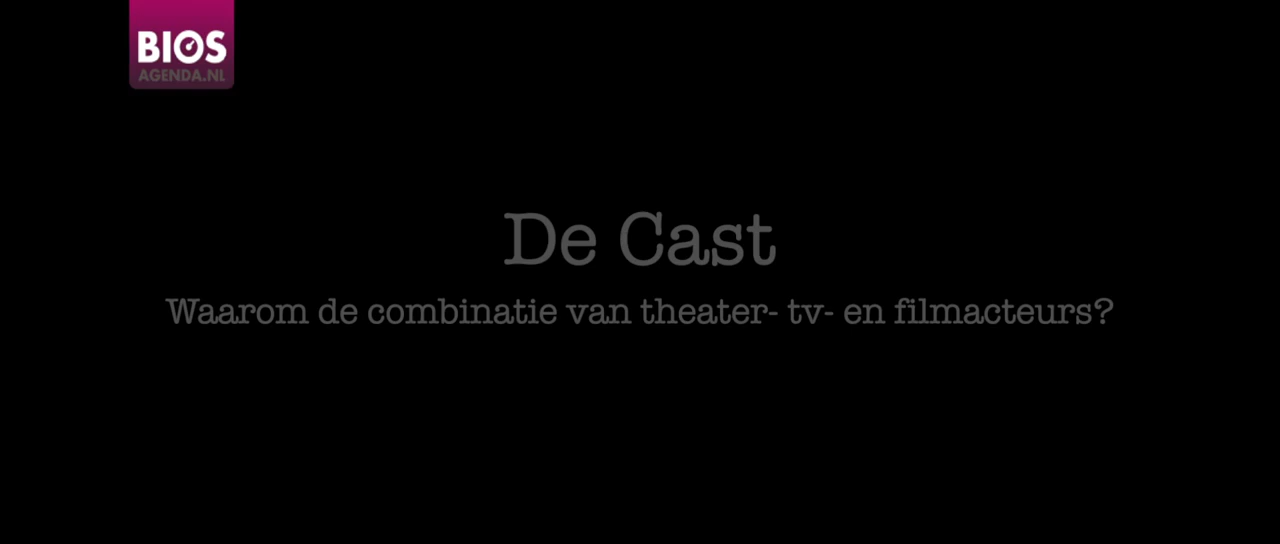 BIOS
AGENDA.NL
De Cast
Waarom de combinatie van theater- tv- en filmacteurs?